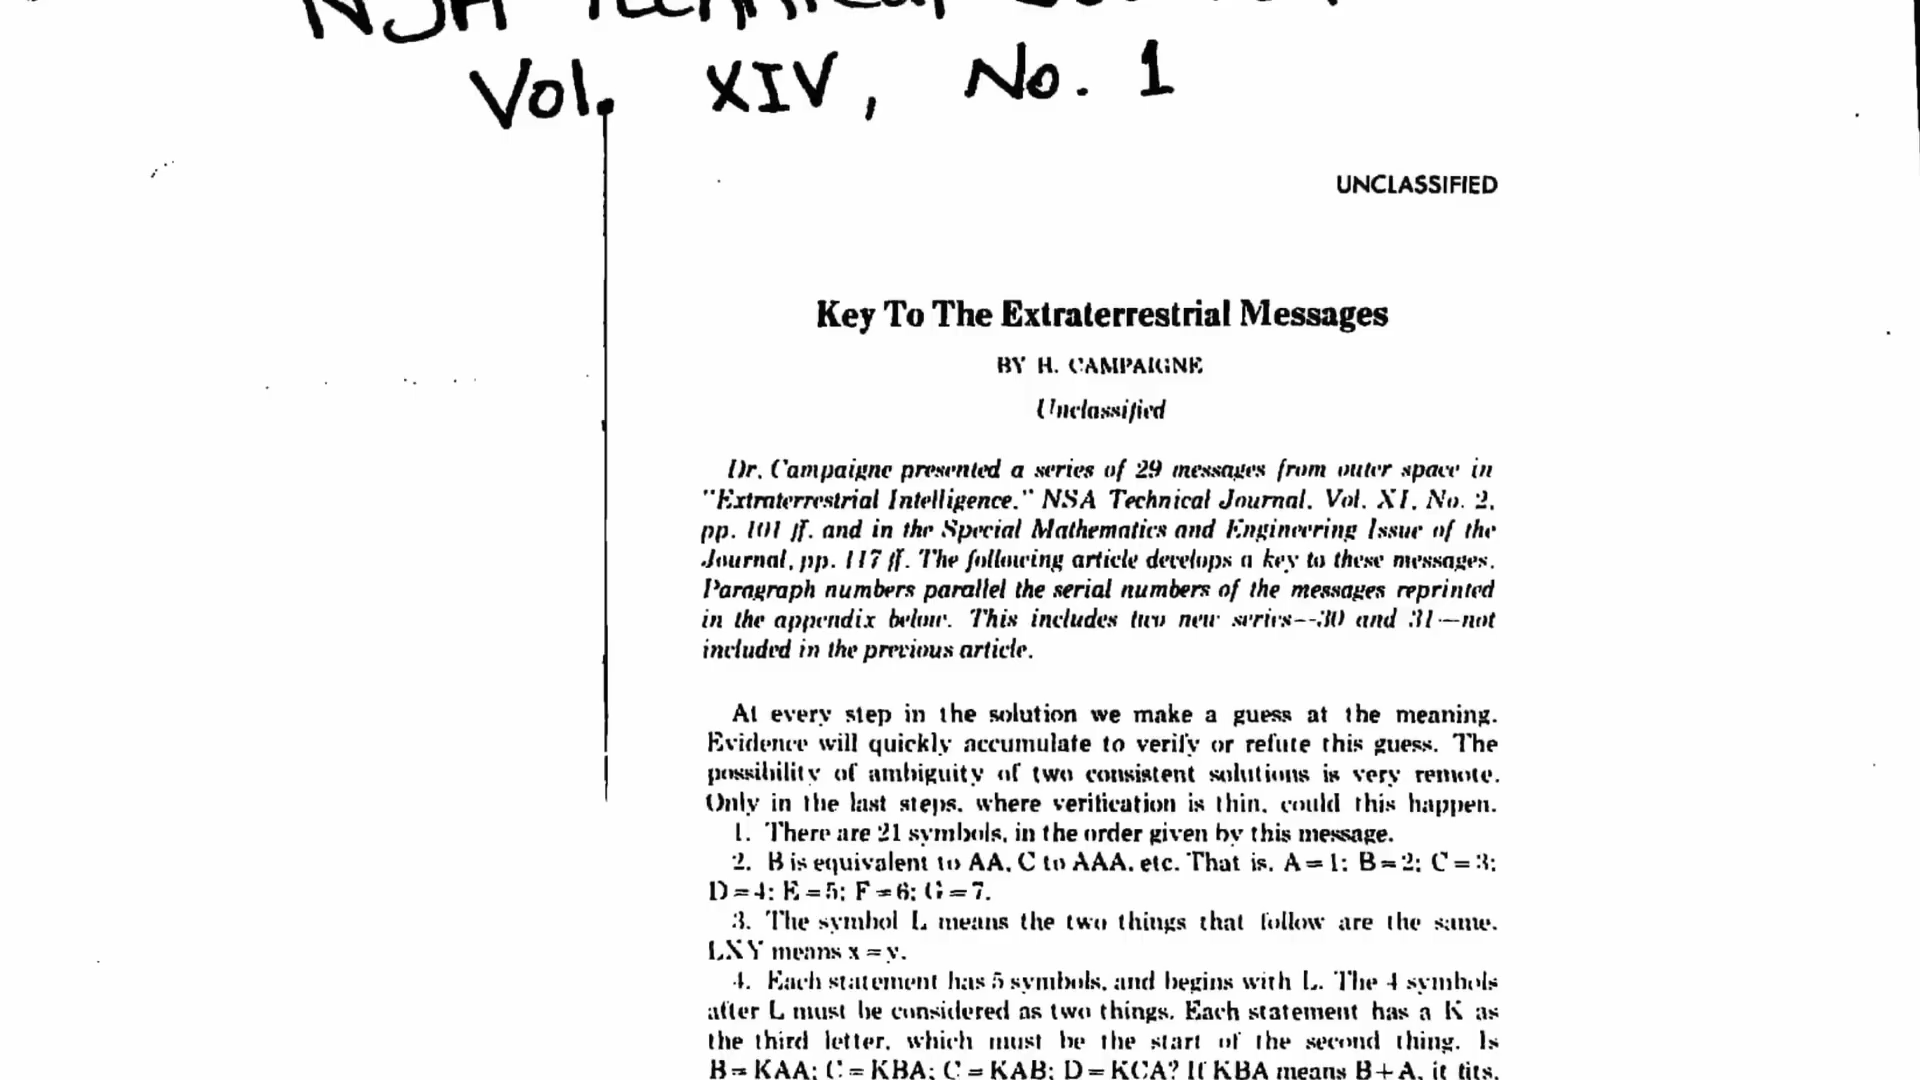 NSA Technical Journal
Vol. XIV, No. 1
UNCLASSIFIED
Key To The Extraterrestrial Messages
BY H. CAMPAIGNE
Unclassified
Dr. Campaigne presented a series of 29 messages from outer space in
"Extraterrestrial Intelligence." NSA Technical Journal, Vol. XI, No. 2,
pp. 101 ff. and in the Special Mathematics and Engineering Issue of the
Journal, pp. 117 ff. The following article develops a key to these messages.
Paragraph numbers parallel the serial numbers of the messages reprinted
in the appendix below. This includes two new series--30 and 31—not
included in the previous article.
At every step in the solution we make a guess at the meaning.
Evidence will quickly accumulate to verify or refute this guess. The
possibility of ambiguity of two consistent solutions is very remote.
Only in the last steps, where verification is thin, could this happen.
1. There are 21 symbols, in the order given by this message.
2. B is equivalent to AA, C to AAA, etc. That is, A=1; B=2; C=3;
D=4; E=5; F=6; G=7.
3. The symbol L means the two things that follow are the same.
LXY means x=y.
4. Each statement has 5 symbols, and begins with L. The 4 symbols
after L must be considered as two things. Each statement has a K as
the third letter, which must be the start of the second thing. Is
B=KAA; C=KBA; C=KAB; D=KCA? If KBA means B+A, it fits.